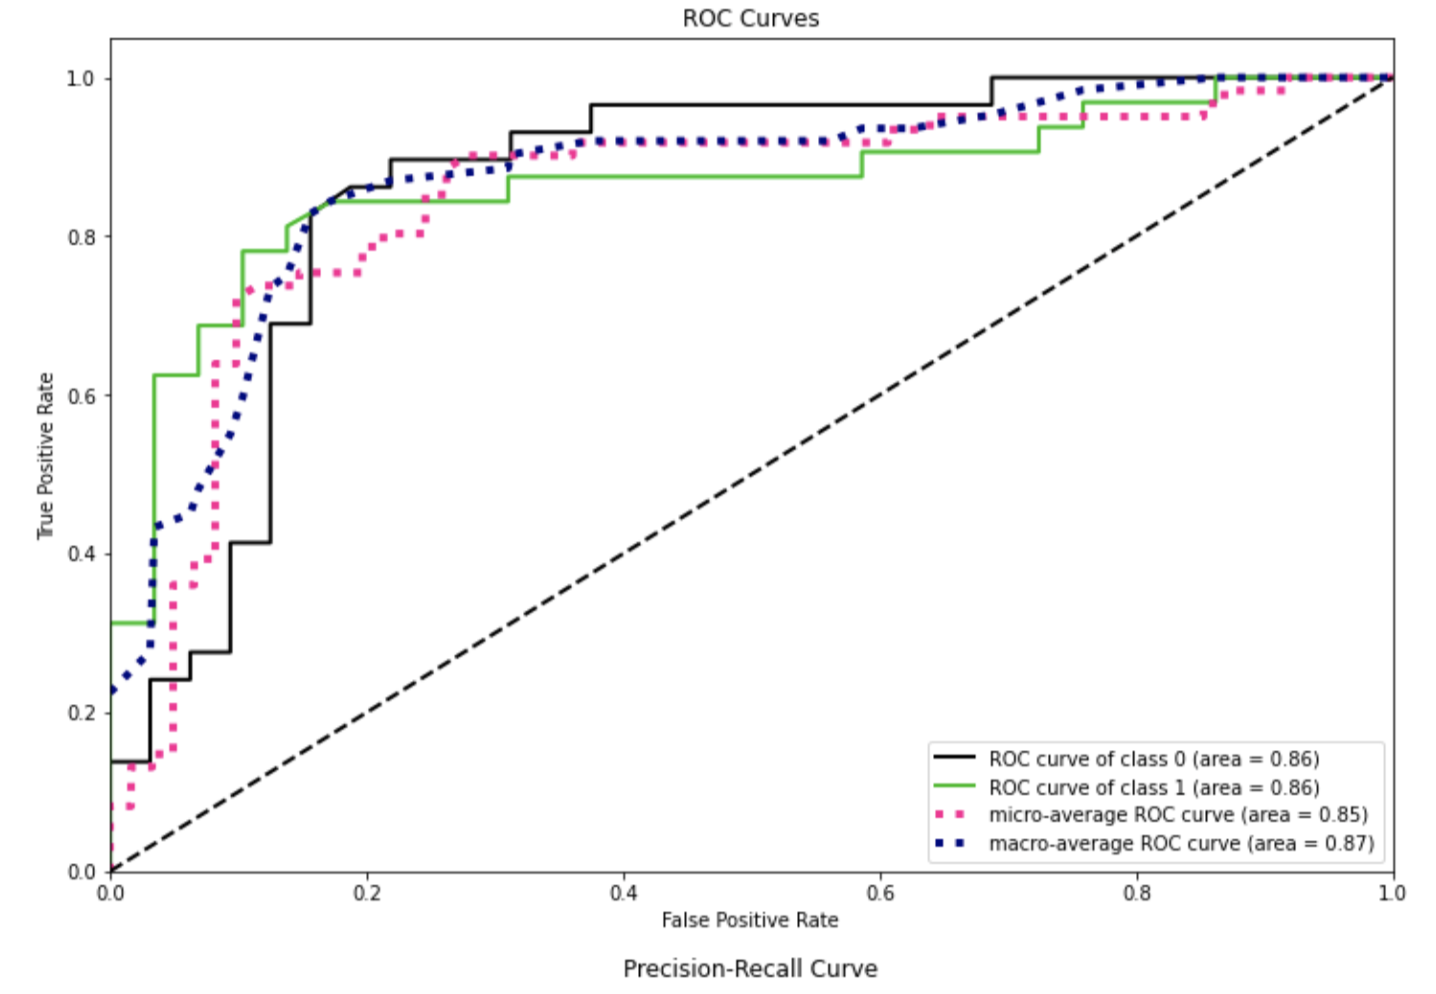 ROC Curves
1.0
0.8
0.6
0.4
0.2
0.0
True Positive Rate
ROC curve of class 0 (area = 0.86)
ROC curve of class 1 (area = 0.86)
micro-average ROC curve (area = 0.85)
macro-average ROC curve (area = 0.87)
0.0 0.2 0.4 0.6 0.8 1.0
False Positive Rate
Precision-Recall Curve